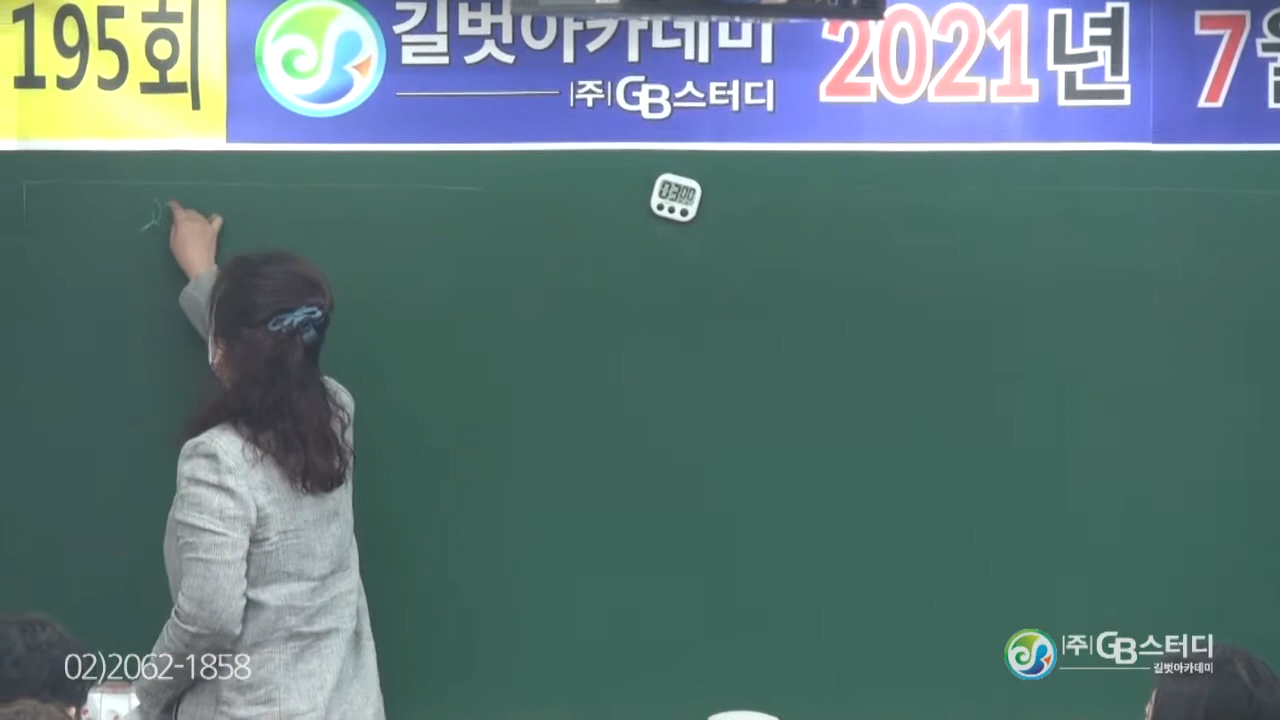 195회
길벗아카데미
|주|GB스터디
2021년
7월
03:00
02)2062-1858
|주|GB스터디
길벗아카데미